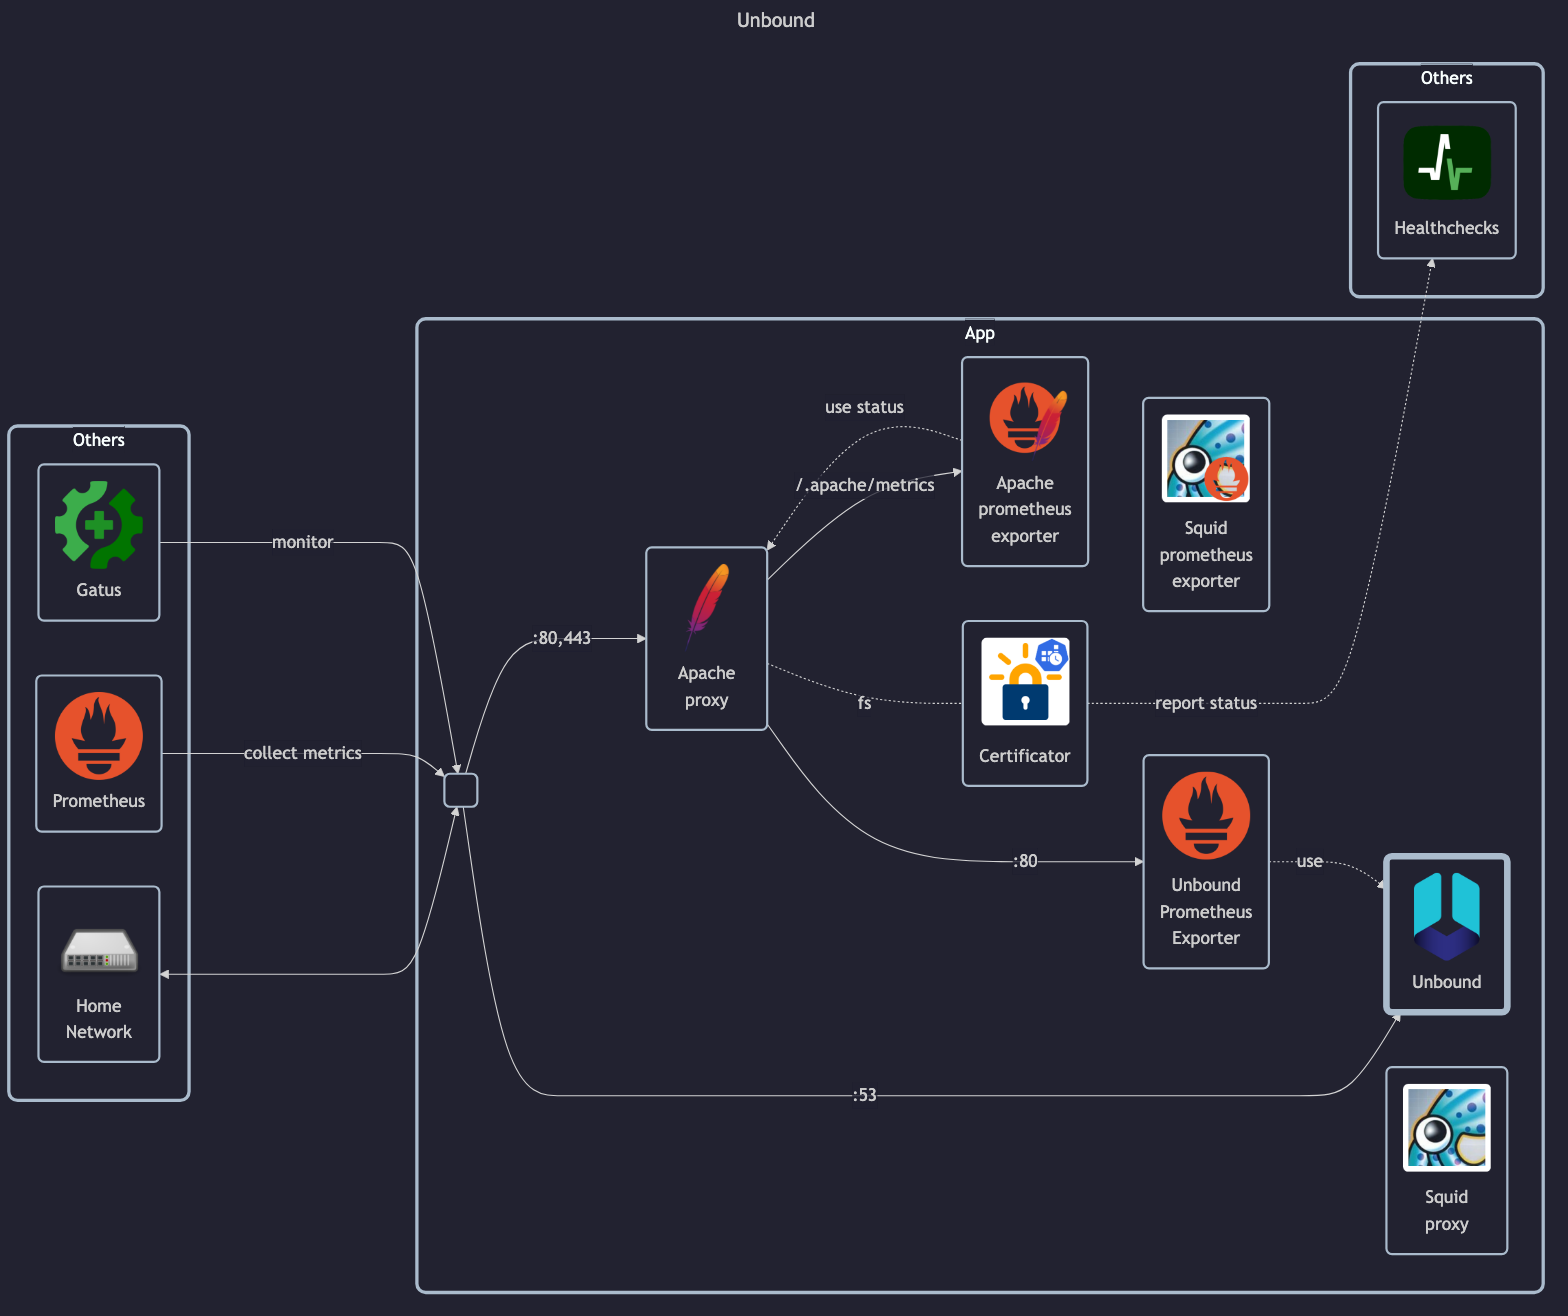 Unbound
Others
Healthchecks
App
use status
/.apache/metrics
Apache
prometheus
exporter
Squid
prometheus
exporter
Others
Gatus
monitor
:80,443
Apache
proxy
fs
Certificator
report status
Prometheus
collect metrics
:80
Unbound
Prometheus
Exporter
use
Unbound
Home
Network
:53
Squid
proxy